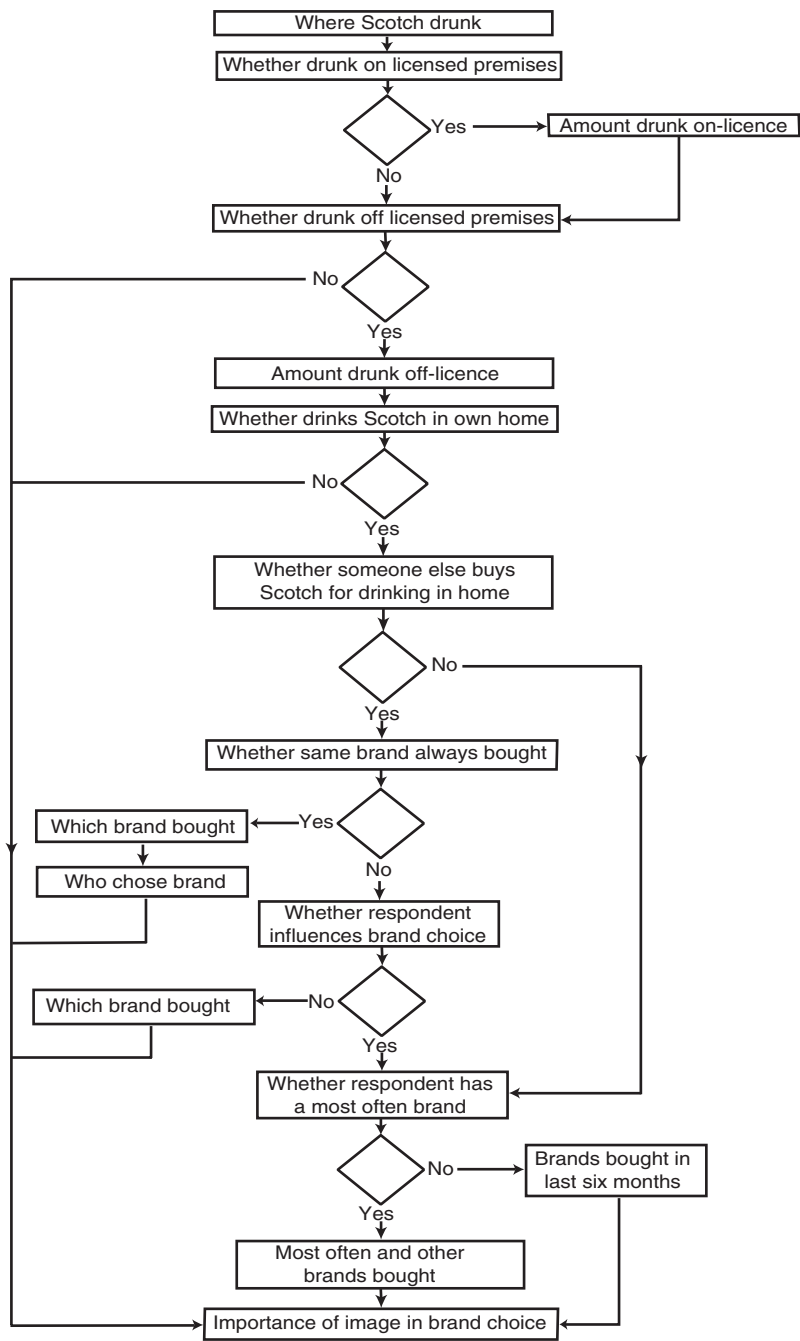 Where Scotch drunk
Whether drunk on licensed premises
Yes
Amount drunk on-licence
No
Whether drunk off licensed premises
No
Yes
Amount drunk off-licence
Whether drinks Scotch in own home
No
Yes
Whether someone else buys
Scotch for drinking in home
No
Yes
Whether same brand always bought
Which brand bought
Yes
No
Who chose brand
Whether respondent
influences brand choice
Which brand bought
No
Yes
Whether respondent has
a most often brand
No
Brands bought in
last six months
Yes
Most often and other
brands bought
Importance of image in brand choice